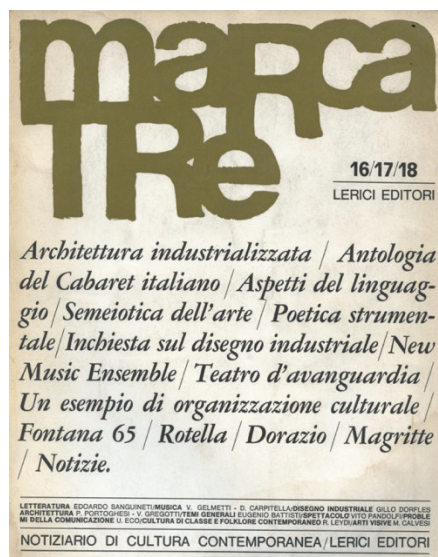 marca
TRe
16/17/18
LERICI EDITORI
Architettura industrializzata / Antologia
del Cabaret italiano / Aspetti del linguag-
gio / Semeiotica dell'arte / Poetica strumen-
tale / Inchiesta sul disegno industriale / New
Music Ensemble / Teatro d'avanguardia /
Un esempio di organizzazione culturale /
Fontana 65 / Rotella / Dorazio / Magritte
/ Notizie.
LETTERATURA EDOARDO SANGUINETI/MUSICA V. GELMETTI - D. CARPITELLA/DISEGNO INDUSTRIALE GILLO DORFLES
ARCHITETTURA P. PORTOGHESI - V. GREGOTTI/TEMI GENERALI EUGENIO BATTISTI/SPETTACOLO VITO PANDOLFI/PROBLE
MI DELLA COMUNICAZIONE U. ECO/CULTURA DI CLASSE E FOLKLORE CONTEMPORANEO R. LEYDI/ARTI VISIVE M. CALVESI
NOTIZIARIO DI CULTURA CONTEMPORANEA/LERICI EDITORI